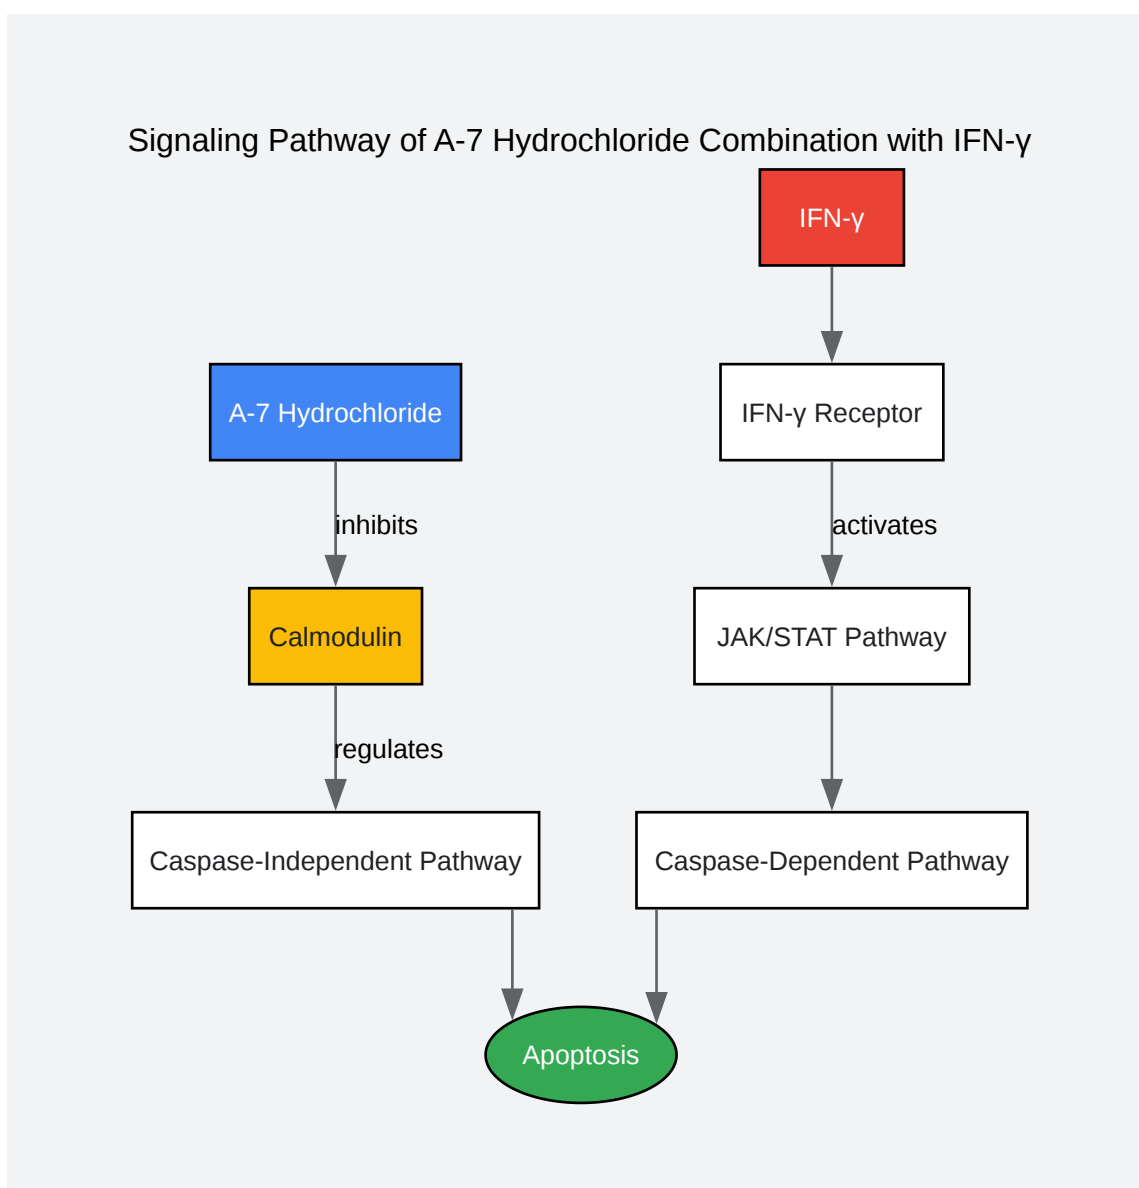 Signaling Pathway of A-7 Hydrochloride Combination with IFN-γ
IFN-γ
A-7 Hydrochloride
IFN-γ Receptor
inhibits
activates
Calmodulin
JAK/STAT Pathway
regulates
Caspase-Independent Pathway
Caspase-Dependent Pathway
Apoptosis